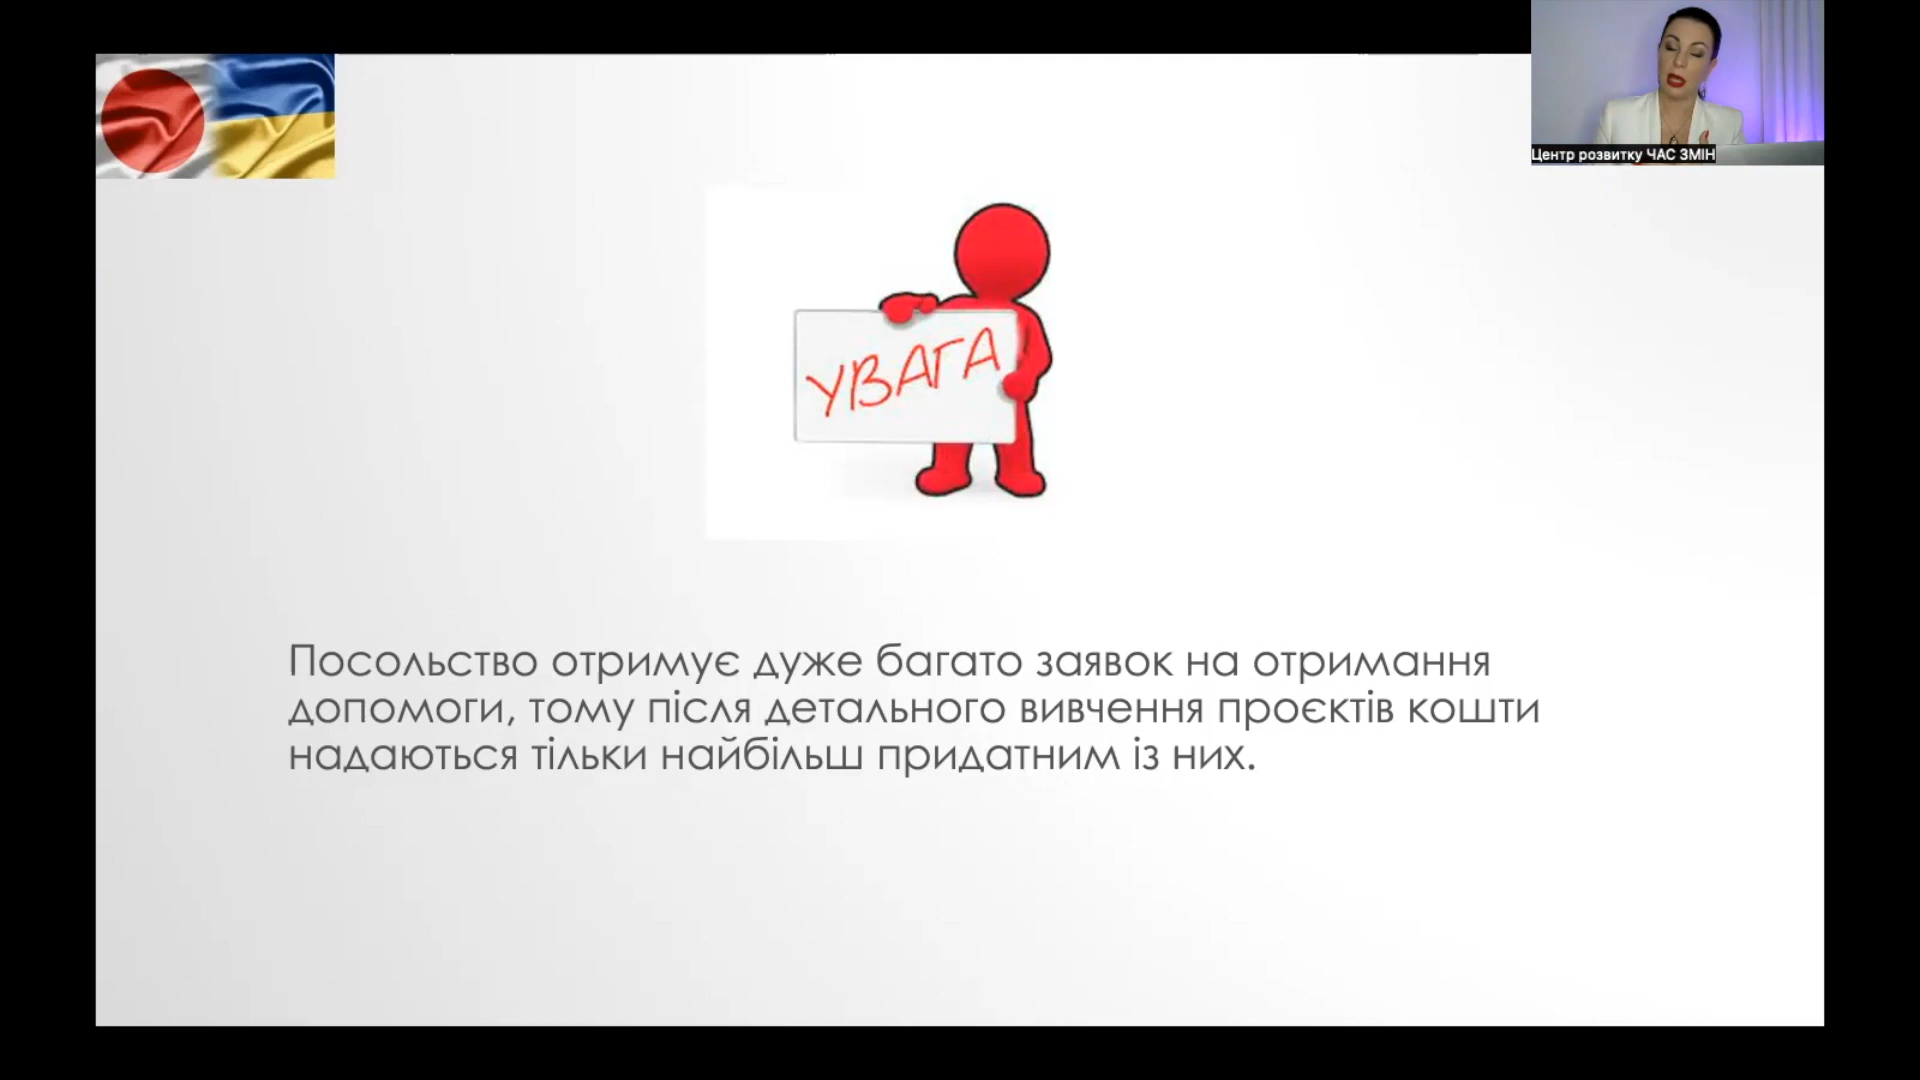 Центр розвитку ЧАС ЗМІН
УВАГА
Посольство отримує дуже багато заявок на отримання
допомоги, тому після детального вивчення проєктів кошти
надаються тільки найбільш придатним із них.